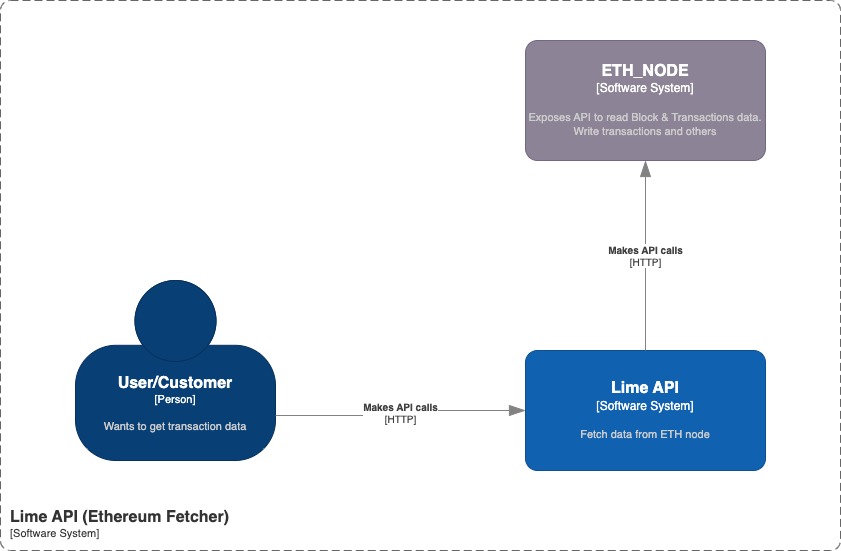 ETH_NODE
[Software System]
Exposes API to read Block & Transactions data.
Write transactions and others
Makes API calls
[HTTP]
User/Customer
[Person]
Wants to get transaction data
Makes API calls
[HTTP]
Lime API
[Software System]
Fetch data from ETH node
Lime API (Ethereum Fetcher)
[Software System]